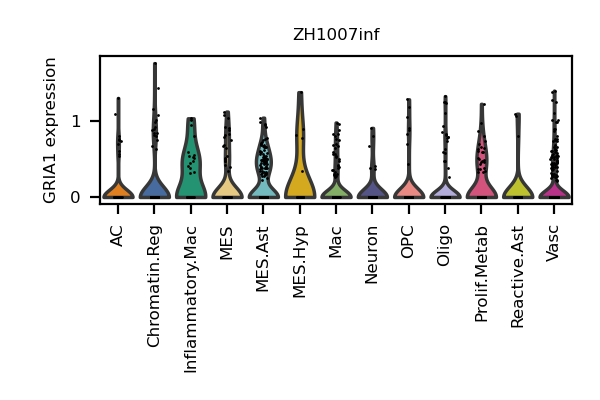 ZH1007inf
GRIA1 expression
1
0
AC
Chromatin.Reg
Inflammatory.Mac
MES
MES.Ast
MES.Hyp
Mac
Neuron
OPC
Oligo
Prolif.Metab
Reactive.Ast
Vasc